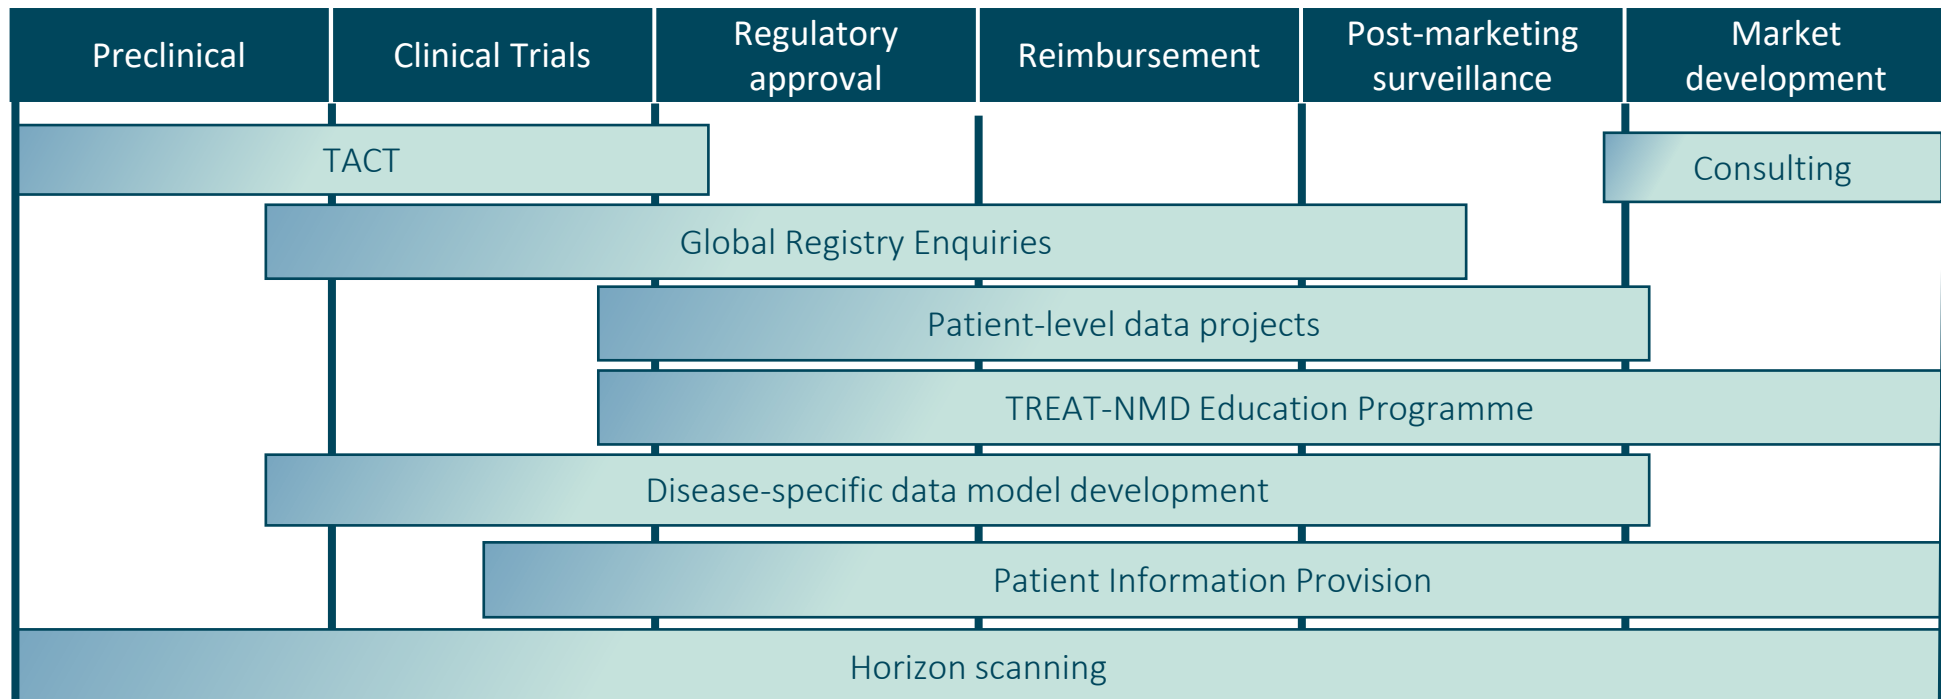 Preclinical
Clinical Trials
Regulatory
approval
Reimbursement
Post-marketing
surveillance
Market
development
TACT
Consulting
Global Registry Enquiries
Patient-level data projects
TREAT-NMD Education Programme
Disease-specific data model development
Patient Information Provision
Horizon scanning